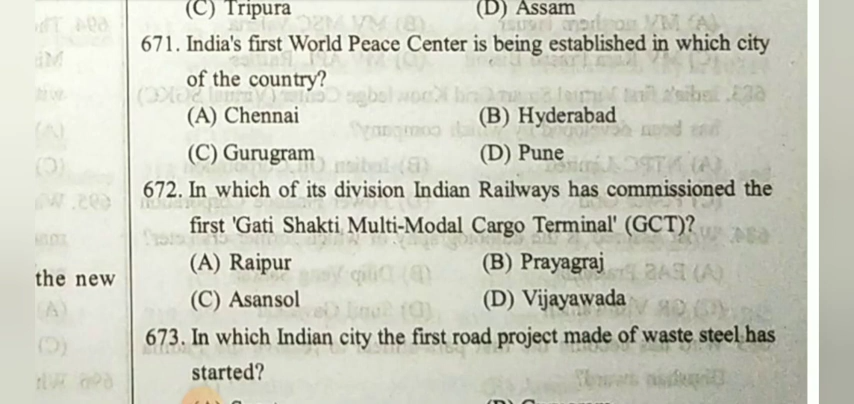 (C) Tripura (D) Assam
671. India's first World Peace Center is being established in which city
of the country?
(A) Chennai (B) Hyderabad
(C) Gurugram (D) Pune
672. In which of its division Indian Railways has commissioned the
first 'Gati Shakti Multi-Modal Cargo Terminal' (GCT)?
(A) Raipur (B) Prayagraj
the new
(C) Asansol (D) Vijayawada
673. In which Indian city the first road project made of waste steel has
started?